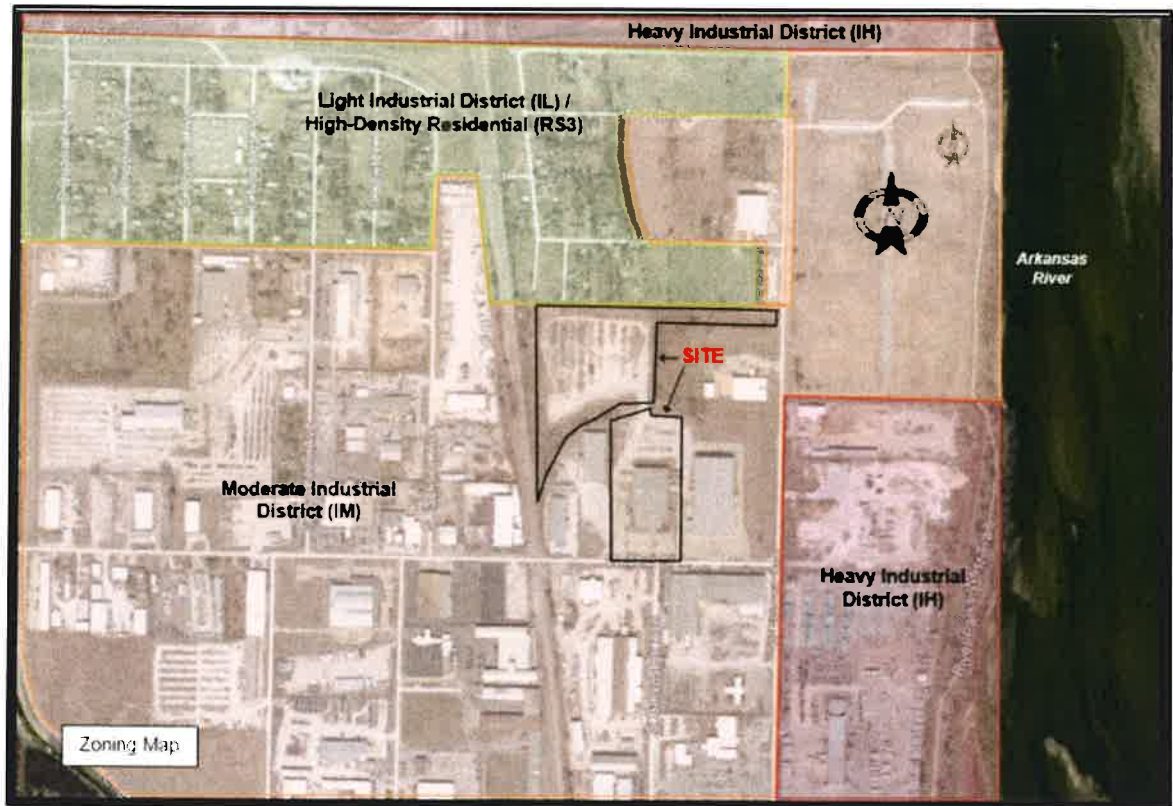 Heavy Industrial District (IH)
Light Industrial District (IL) /
High-Density Residential (RS3)
Arkansas
River
SITE
Moderate Industrial
District (IM)
Heavy Industrial
District (IH)
Zoning Map